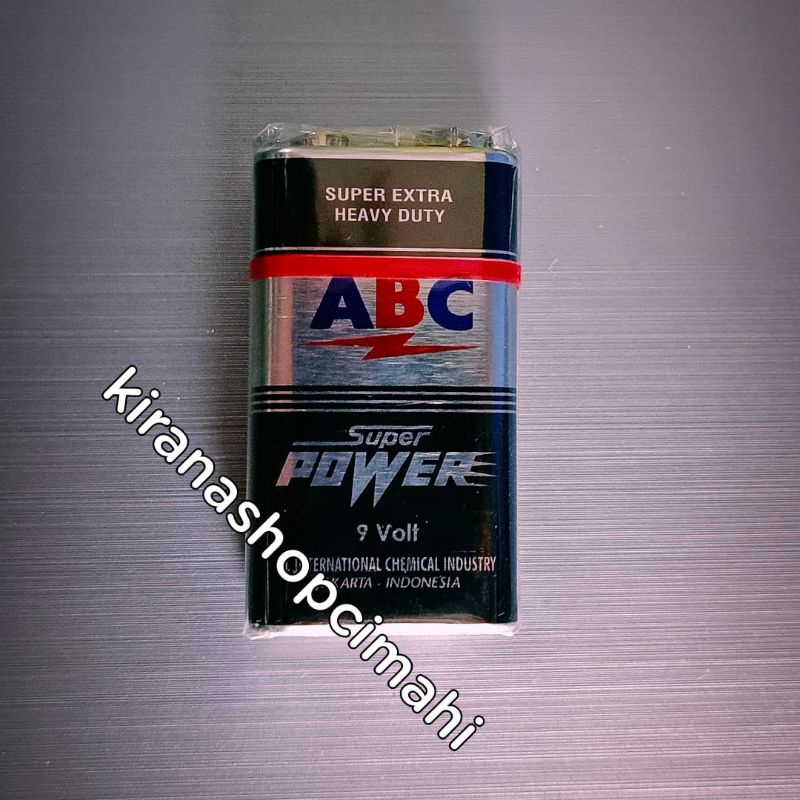 SUPER EXTRA
HEAVY DUTY
ABC
Super
POWER
9 Volt
INTERNATIONAL CHEMICAL INDUSTRY
INDONESIA
kiranashopcimahi